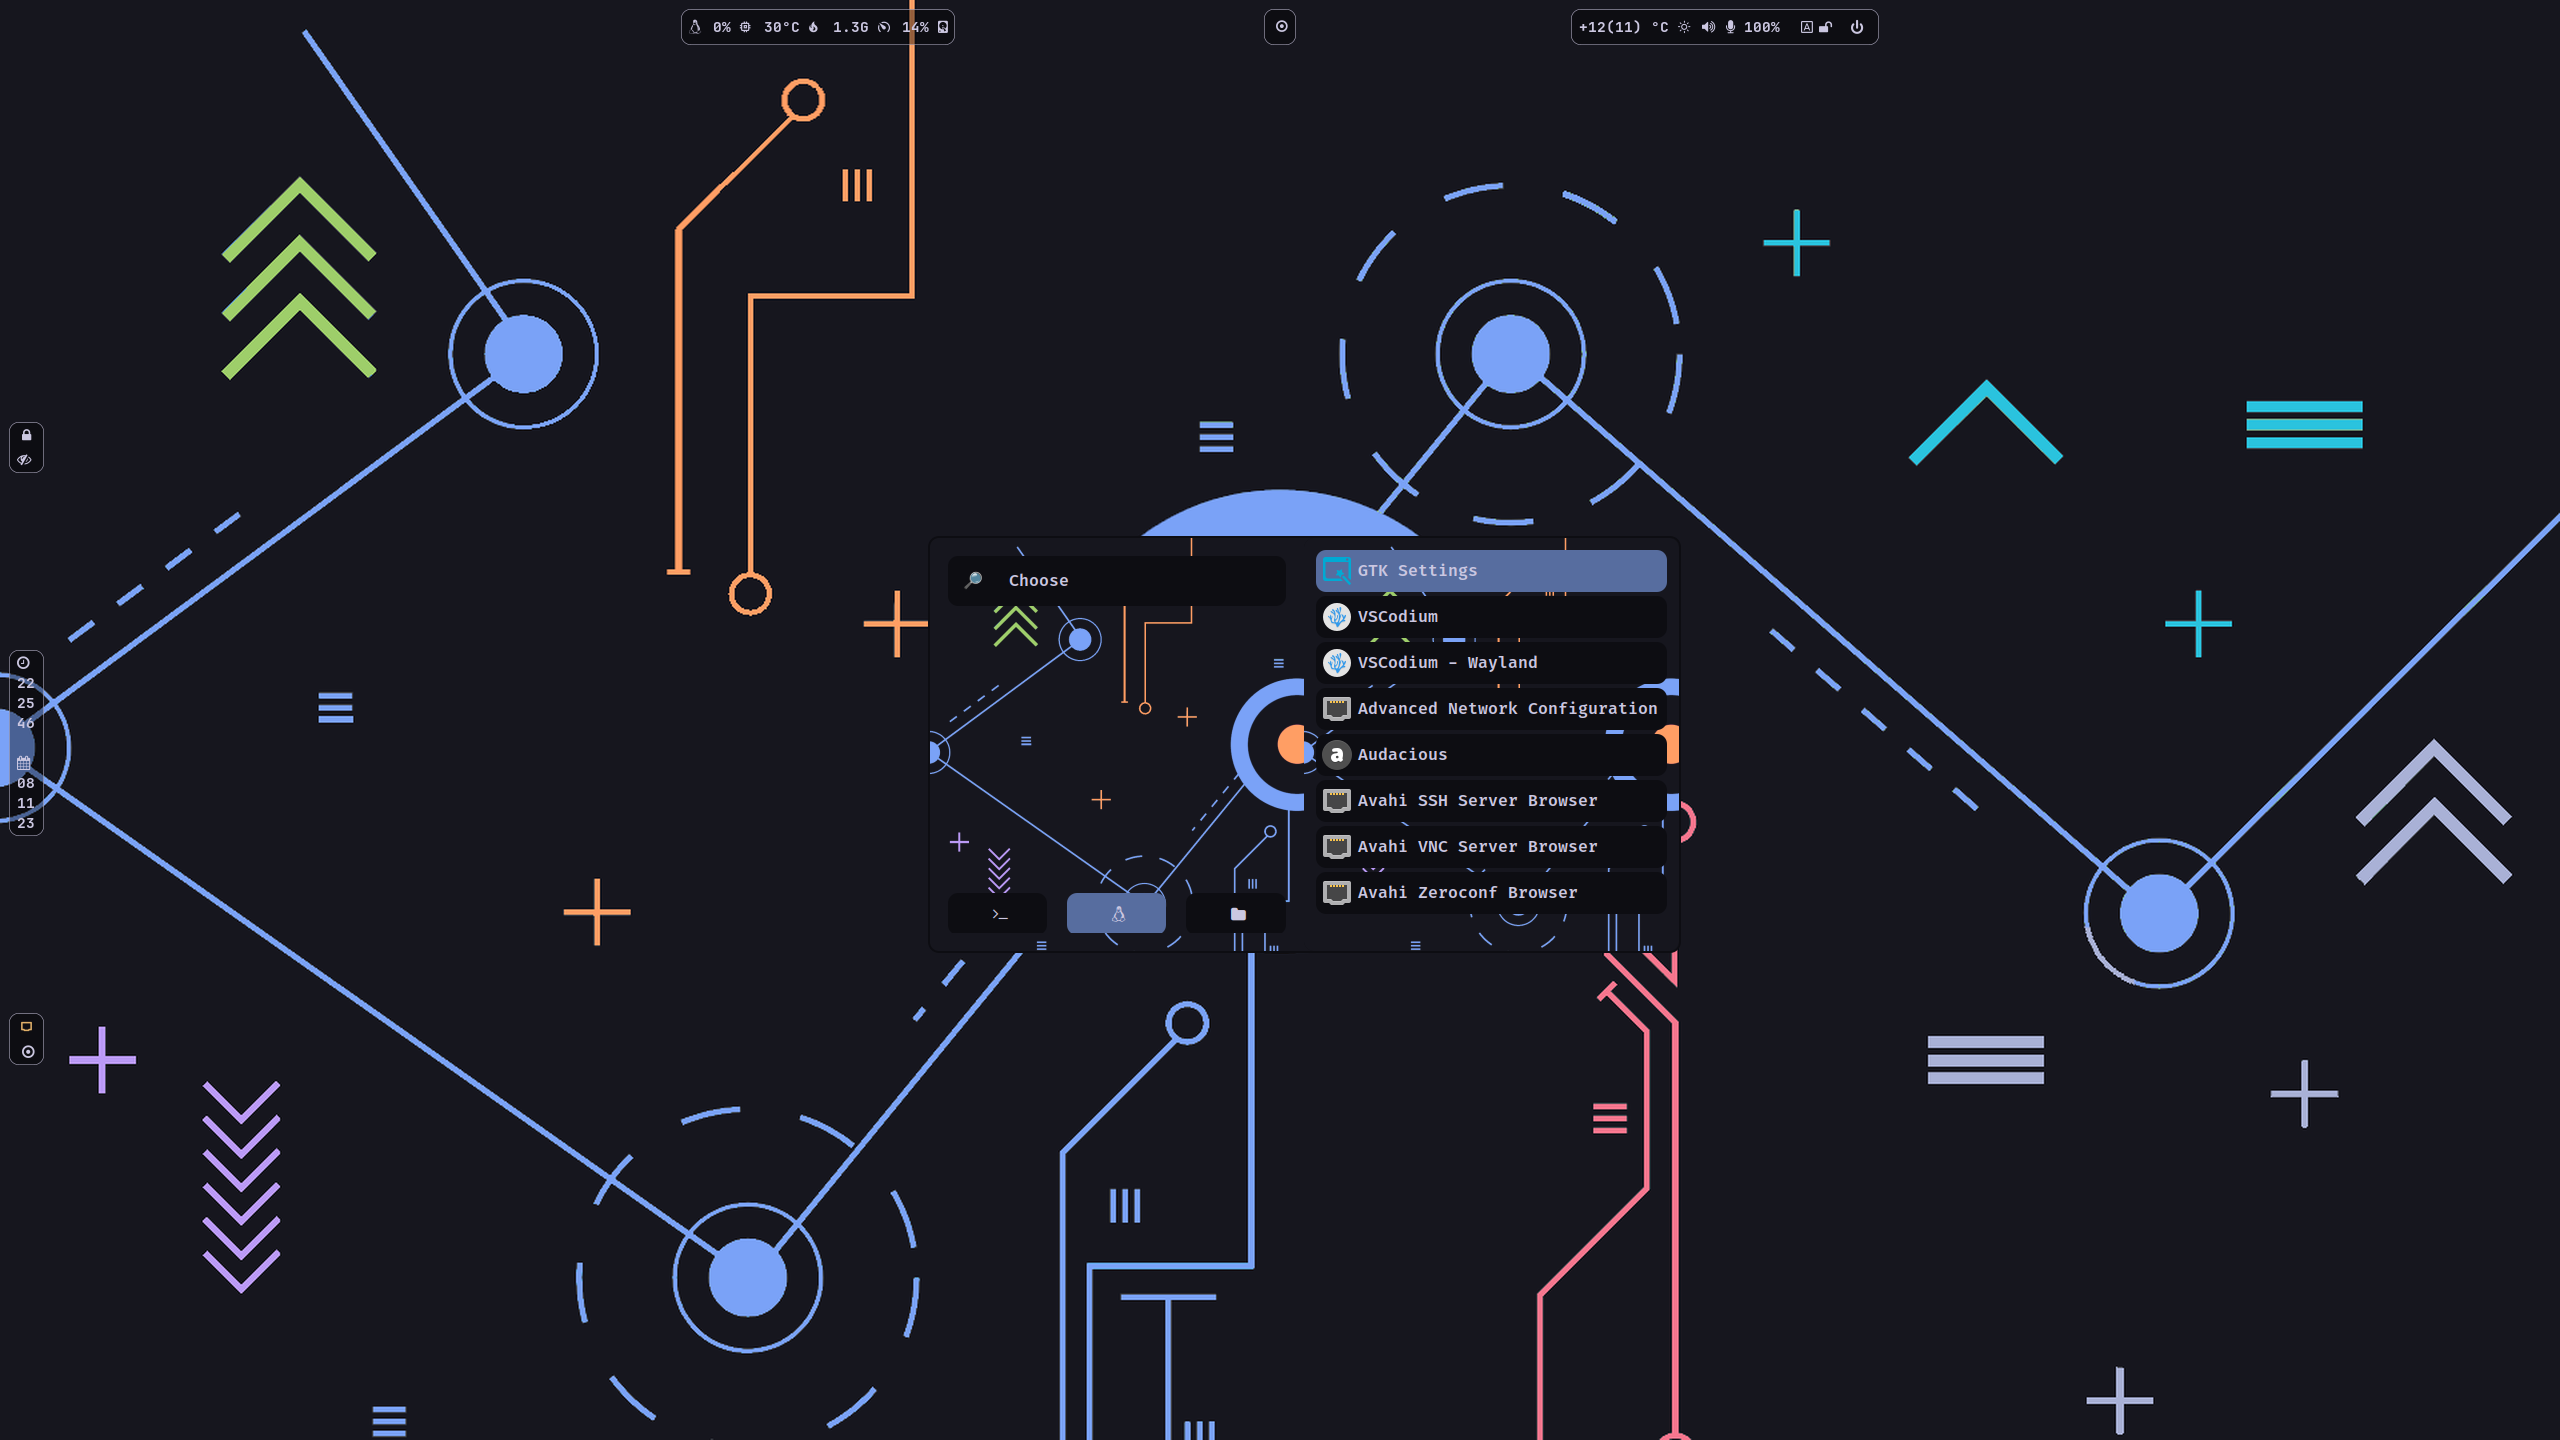 0% 30°C 1.3G 14%
+12(11) °C 100% A
22
25
46
08
11
23
Choose
GTK Settings
VSCodium
VSCodium - Wayland
Advanced Network Configuration
a Audacious
Avahi SSH Server Browser
Avahi VNC Server Browser
Avahi Zeroconf Browser
>_